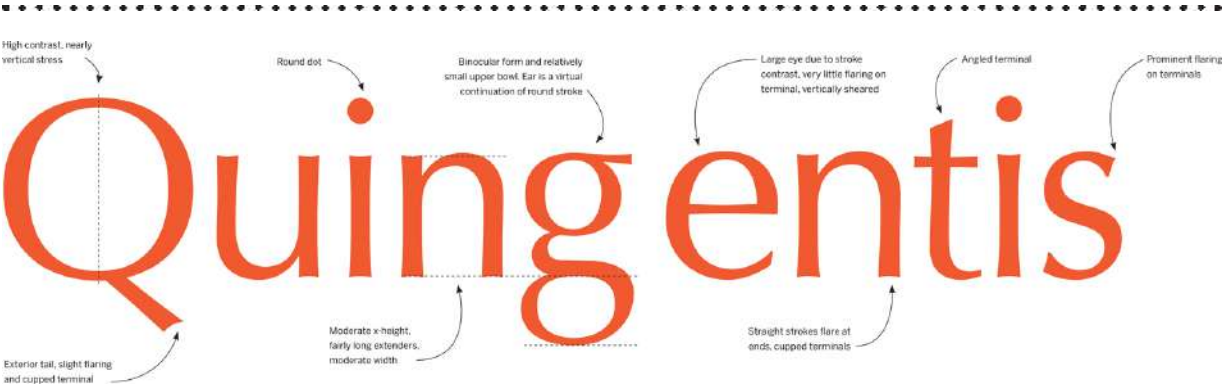 High contrast, nearly
vertical stress
Round dot
Binocular form and relatively
small upper bowl. Ear is a virtual
continuation of round stroke
Large eye due to stroke
contrast, very little flaring on
terminal, vertically sheared
Angled terminal
Prominent flaring
on terminals
Quingentis
Exterior tail, slight flaring
and cupped terminal
Moderate x-height,
fairly long extenders,
moderate width
Straight strokes flare at
ends, cupped terminals